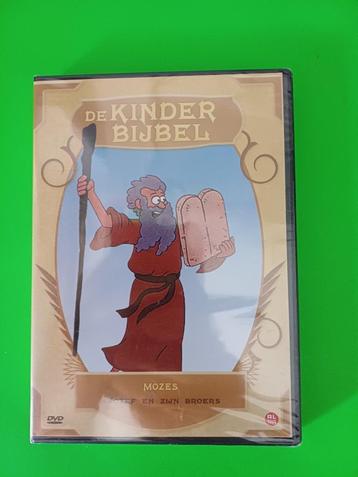 DE KINDER
BIJBEL
MOZES
EN ZIJN BROERS
DVD
AL